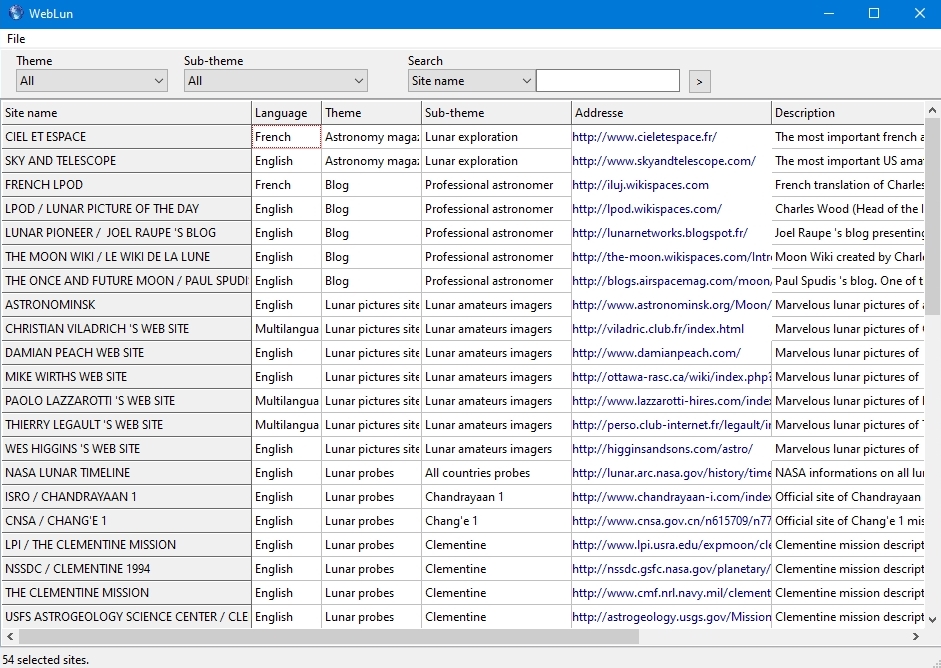 WebLun
File
Theme Sub-theme Search
All All Site name >
Site name Language Theme Sub-theme Addresse Description
CIEL ET ESPACE French Astronomy magaz Lunar exploration http://www.cieletespace.fr/ The most important french a
SKY AND TELESCOPE English Astronomy magaz Lunar exploration http://www.skyandtelescope.com/ The most important US ama
FRENCH LPOD French Blog Professional astronomer http://iluj.wikispaces.com French translation of Charles
LPOD / LUNAR PICTURE OF THE DAY English Blog Professional astronomer http://lpod.wikispaces.com/ Charles Wood (Head of the
LUNAR PIONEER / JOEL RAUPE 'S BLOG English Blog Professional astronomer http://lunarnetworks.blogspot.fr/ Joel Raupe 's blog presenting
THE MOON WIKI / LE WIKI DE LA LUNE English Blog Professional astronomer http://the-moon.wikispaces.com/Intr Moon Wiki created by Charl
THE ONCE AND FUTURE MOON / PAUL SPUDI English Blog Professional astronomer http://blogs.airspacemag.com/moon/ Paul Spudis 's blog. One of t
ASTRONOMINSK English Lunar pictures site Lunar amateurs imagers http://www.astronominsk.org/Moon/ Marvelous lunar pictures of a
CHRISTIAN VILADRICH 'S WEB SITE Multilangua Lunar pictures site Lunar amateurs imagers http://viladric.club.fr/index.html Marvelous lunar pictures of C
DAMIAN PEACH WEB SITE English Lunar pictures site Lunar amateurs imagers http://www.damianpeach.com/ Marvelous lunar pictures of
MIKE WIRTHS WEB SITE English Lunar pictures site Lunar amateurs imagers http://ottawa-rasc.ca/wiki/index.php? Marvelous lunar pictures of
PAOLO LAZZAROTTI 'S WEB SITE Multilangua Lunar pictures site Lunar amateurs imagers http://www.lazzarotti-hires.com/index Marvelous lunar pictures of
THIERRY LEGAULT 'S WEB SITE Multilangua Lunar pictures site Lunar amateurs imagers http://perso.club-internet.fr/legault/ir Marvelous lunar pictures of T
WES HIGGINS 'S WEB SITE English Lunar pictures site Lunar amateurs imagers http://higginsandsons.com/astro/ Marvelous lunar pictures of
NASA LUNAR TIMELINE English Lunar probes All countries probes http://lunar.arc.nasa.gov/history/time NASA informations on all lu
ISRO / CHANDRAYAAN 1 English Lunar probes Chandrayaan 1 http://www.chandrayaan-i.com/index Official site of Chandrayaan
CNSA / CHANG'E 1 English Lunar probes Chang'e 1 http://www.cnsa.gov.cn/n615709/n77 Official site of Chang'e 1 mis
LPI / THE CLEMENTINE MISSION English Lunar probes Clementine http://www.lpi.usra.edu/expmoon/cle Clementine mission descript
NSSDC / CLEMENTINE 1994 English Lunar probes Clementine http://nssdc.gsfc.nasa.gov/planetary/ Clementine mission descript
THE CLEMENTINE MISSION English Lunar probes Clementine http://www.cmf.nrl.navy.mil/clement Clementine mission descript
USFS ASTROGEOLOGY SCIENCE CENTER / CLE English Lunar probes Clementine http://astrogeology.usgs.gov/Mission Clementine mission descript
54 selected sites.